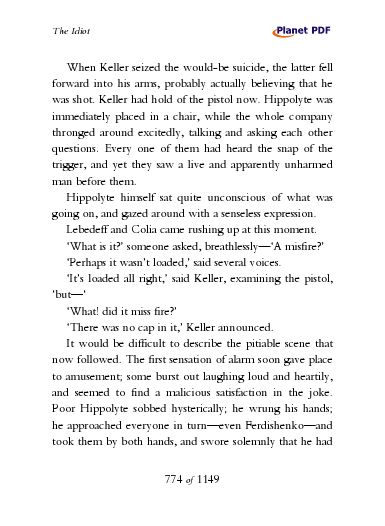 The Idiot
Planet PDF
When Keller seized the would-be suicide, the latter fell
forward into his arms, probably actually believing that he
was shot. Keller had hold of the pistol now. Hippolyte was
immediately placed in a chair, while the whole company
thronged around excitedly, talking and asking each other
questions. Every one of them had heard the snap of the
trigger, and yet they saw a live and apparently unharmed
man before them.
Hippolyte himself sat quite unconscious of what was
going on, and gazed around with a senseless expression.
Lebedeff and Colia came rushing up at this moment.
‘What is it?’ someone asked, breathlessly—‘A misfire?’
‘Perhaps it wasn’t loaded,’ said several voices.
‘It’s loaded all right,’ said Keller, examining the pistol,
‘but—‘
‘What! did it miss fire?’
‘There was no cap in it,’ Keller announced.
It would be difficult to describe the pitiable scene that
now followed. The first sensation of alarm soon gave place
to amusement; some burst out laughing loud and heartily,
and seemed to find a malicious satisfaction in the joke.
Poor Hippolyte sobbed hysterically; he wrung his hands;
he approached everyone in turn—even Ferdishenko—and
took them by both hands, and swore solemnly that he had
774 of 1149